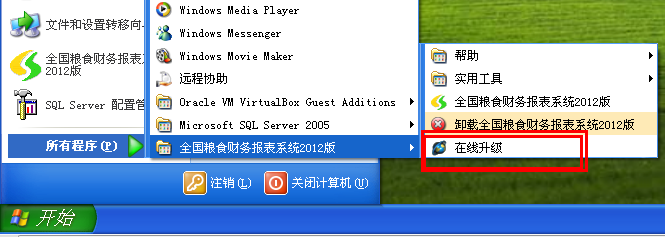 文件和设置转移向
全国粮食财务报表系
2012版
SQL Server 配置管
所有程序(P)
Windows Media Player
Windows Messenger
Windows Movie Maker
远程协助
Oracle VM VirtualBox Guest Additions
Microsoft SQL Server 2005
全国粮食财务报表系统2012版
帮助
实用工具
全国粮食财务报表系统2012版
卸载全国粮食财务报表系统2012版
在线升级
注销(L)
关闭计算机(U)
开始